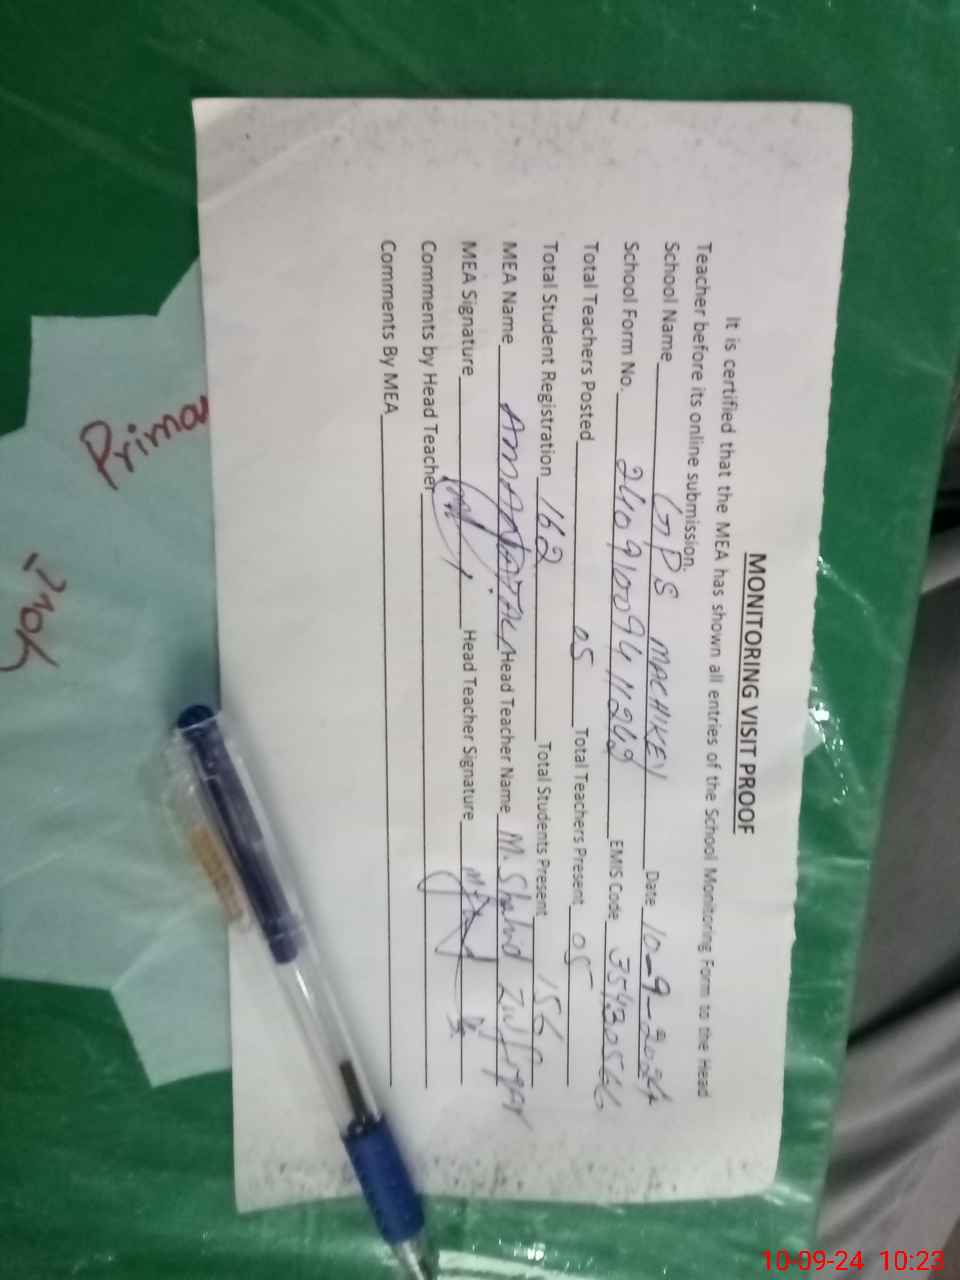 MONITORING VISIT PROOF
It is certified that the MEA has shown all entries of the School Monitoring Form to the Head
Teacher before its online submission.
School Name GPS MACHIKEY Date 10-9-2024
School Form No. 24091009411242 EMIS Code 35430566
Total Teachers Posted 05 Total Teachers Present 05
Total Student Registration 162 Total Students Present 156
MEA Name Head Teacher Name M. Shahid Zulfiqar
MEA Signature Head Teacher Signature
Comments by Head Teacher
Comments By MEA
Primar
10-09-24 10:23